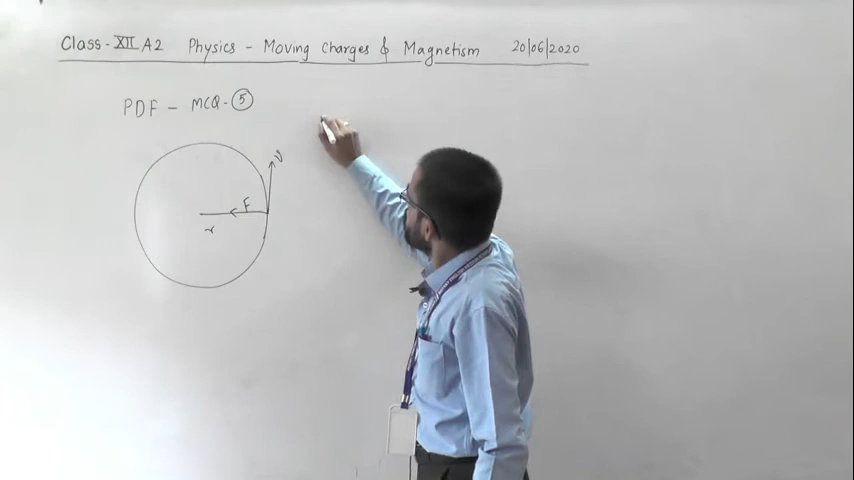 Class - XII A2 Physics - Moving Charges & Magnetism 20/06/2020
PDF - MCQ - 5
v
F
r